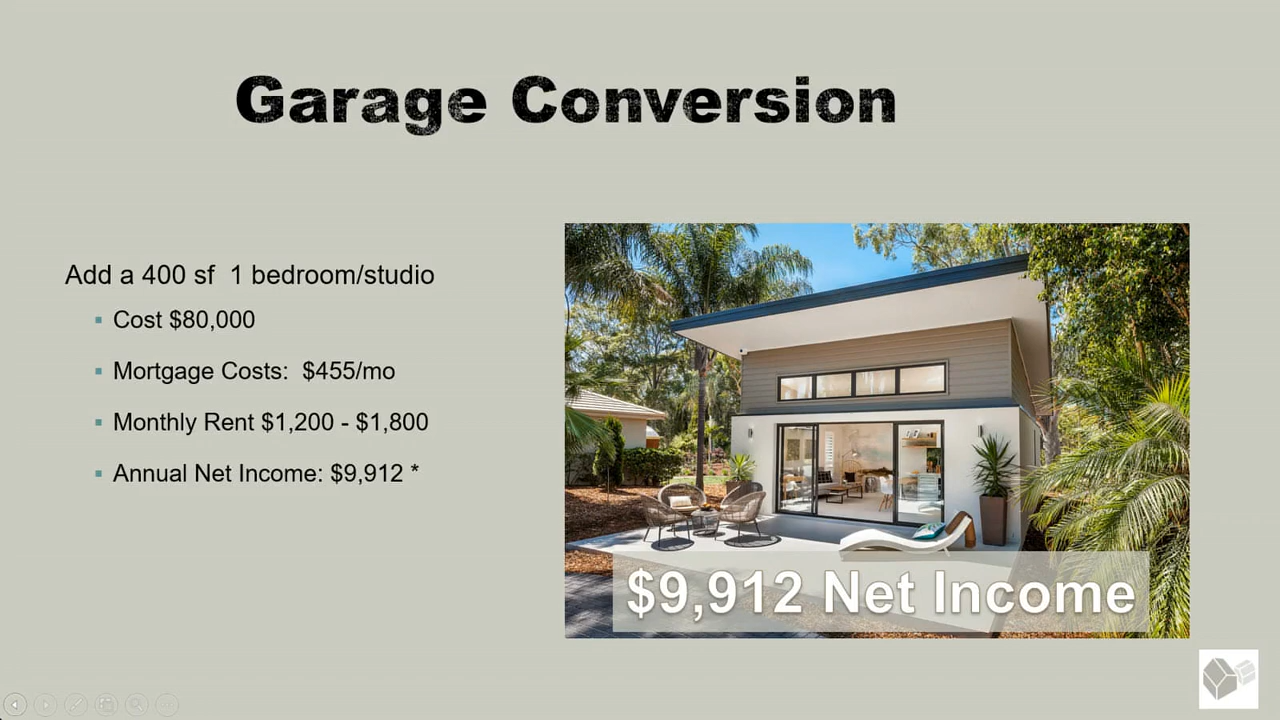 Garage Conversion
Add a 400 sf 1 bedroom/studio
▪ Cost $80,000
▪ Mortgage Costs: $455/mo
▪ Monthly Rent $1,200 - $1,800
▪ Annual Net Income: $9,912 *
$9,912 Net Income